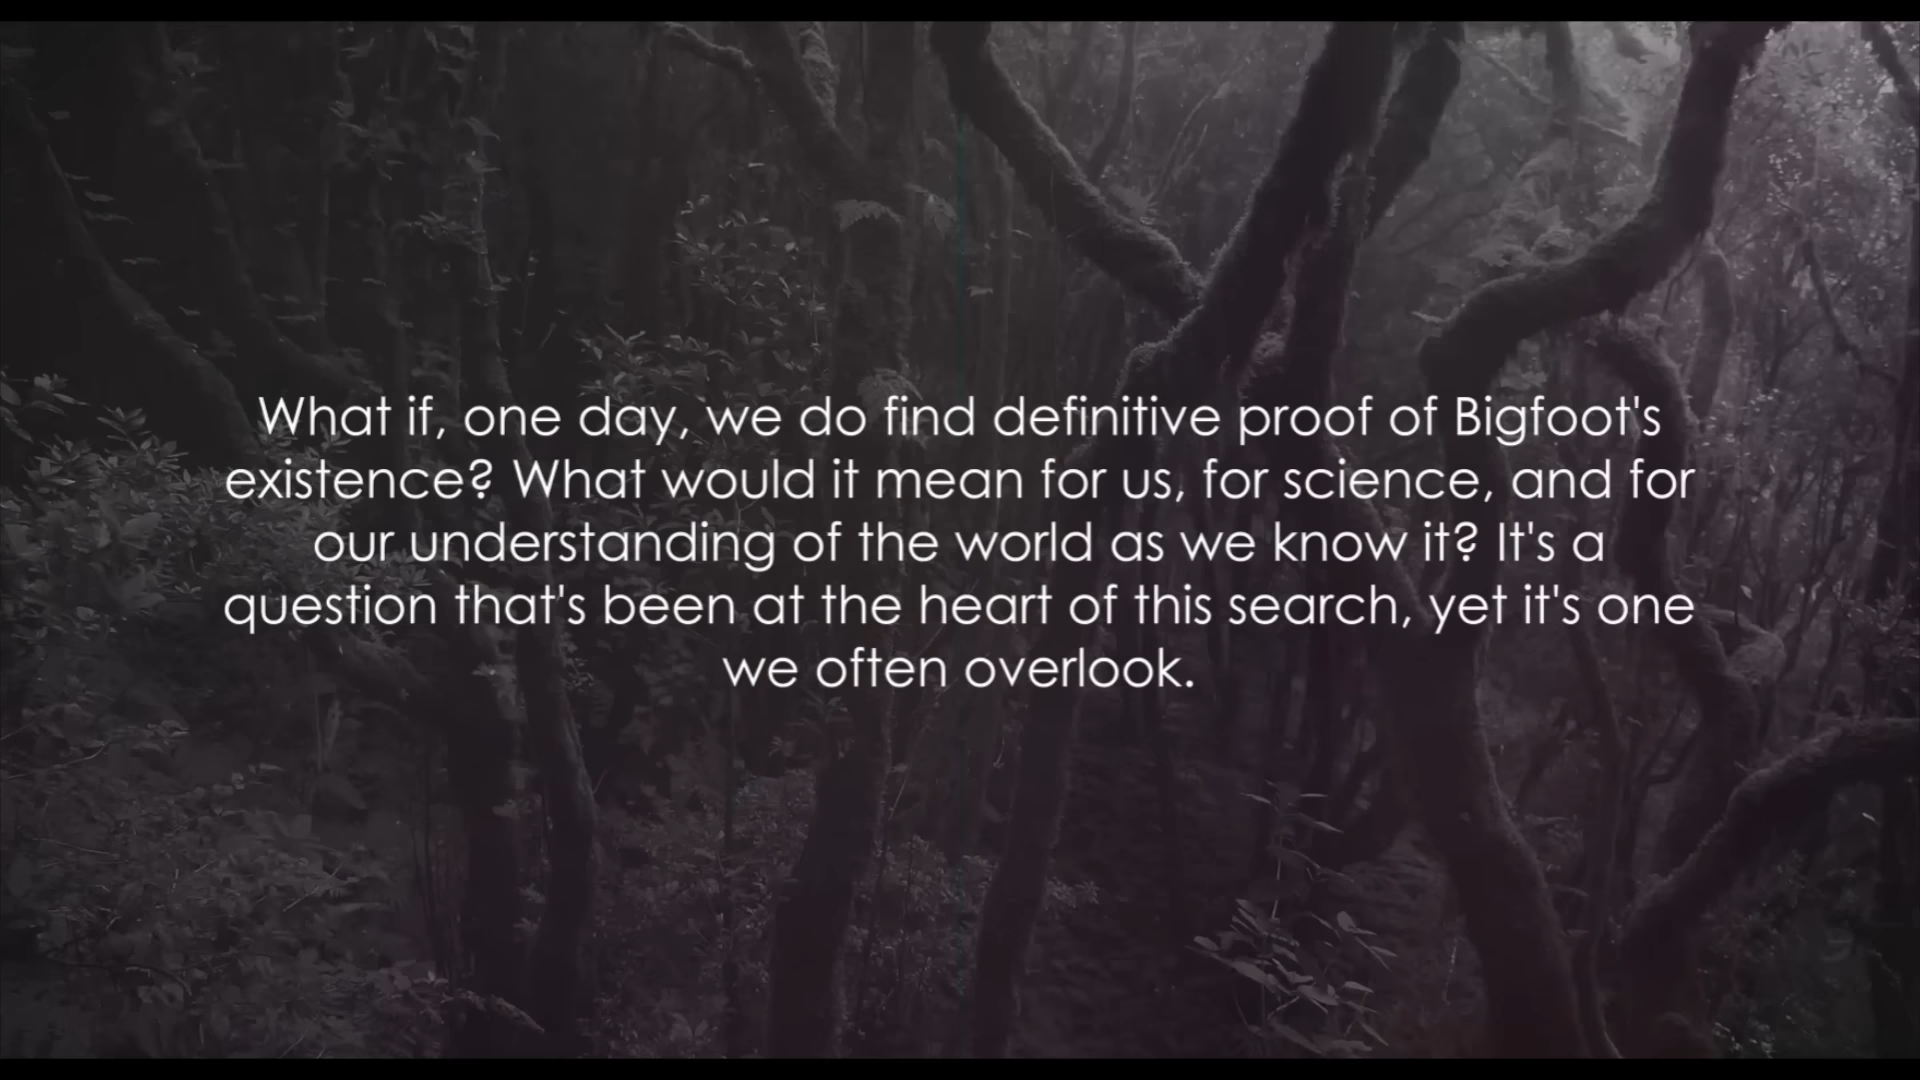 What if, one day, we do find definitive proof of Bigfoot's
existence? What would it mean for us, for science, and for
our understanding of the world as we know it? It's a
question that's been at the heart of this search, yet it's one
we often overlook.